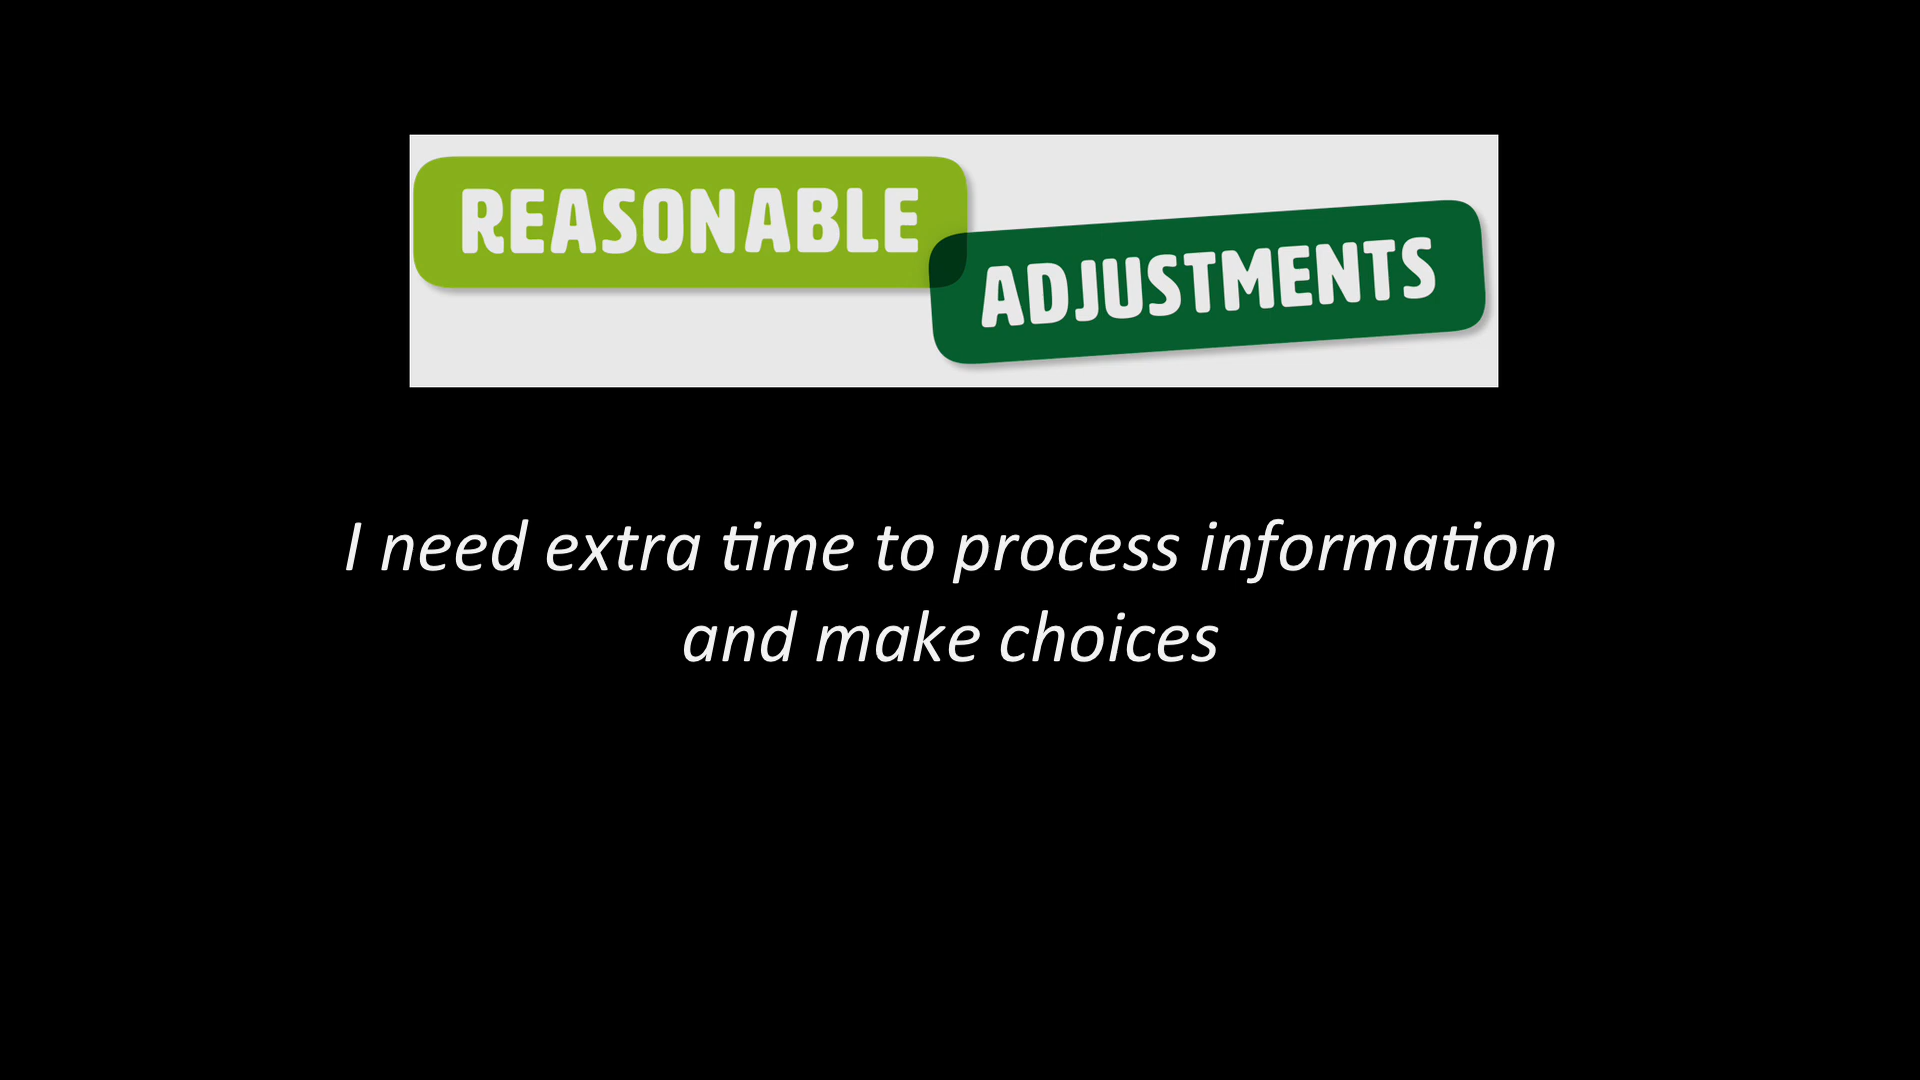 REASONABLE
ADJUSTMENTS
I need extra time to process information
and make choices